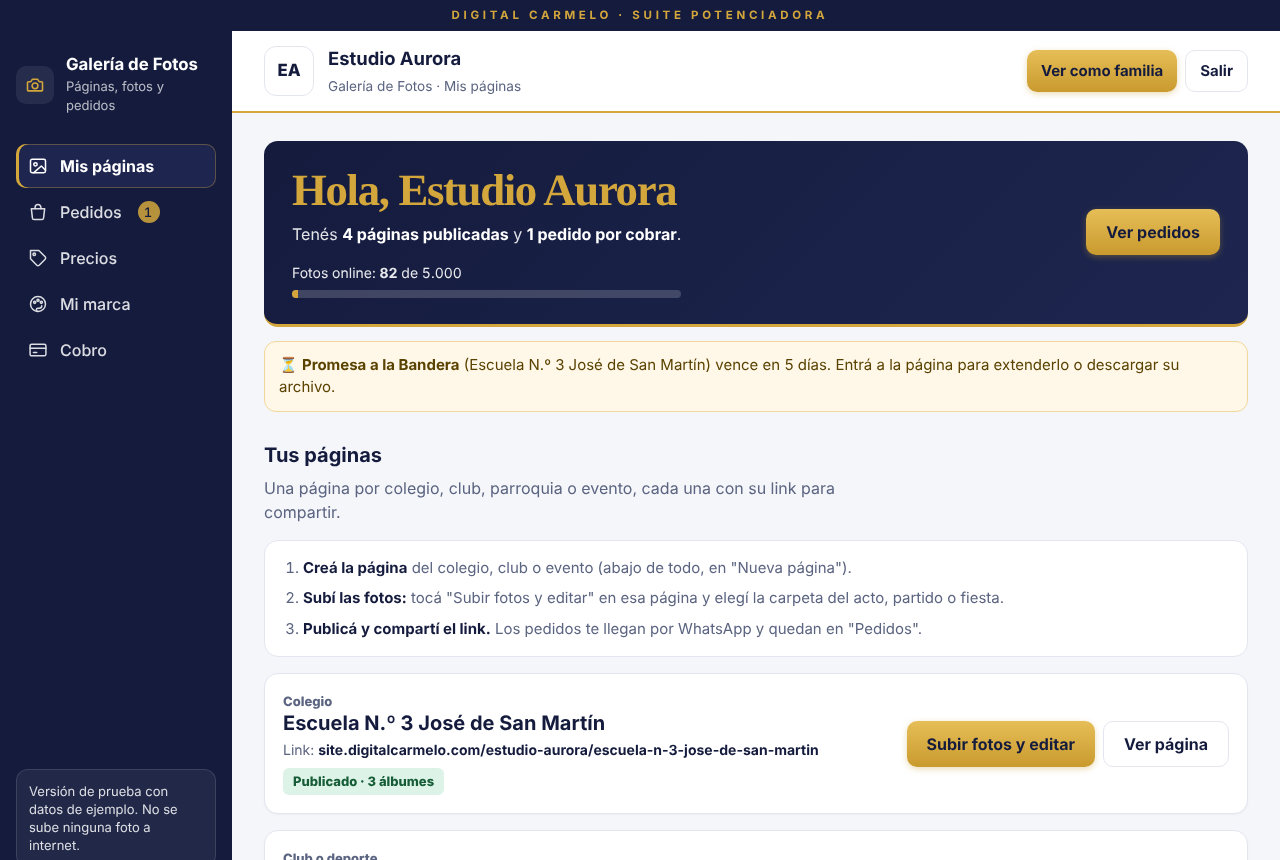 DIGITAL CARMELO · SUITE POTENCIADORA
Galería de Fotos
Páginas, fotos y
pedidos
Mis páginas
Pedidos 1
Precios
Mi marca
Cobro
Versión de prueba con
datos de ejemplo. No se
sube ninguna foto a
internet.
EA
Estudio Aurora
Galería de Fotos · Mis páginas
Ver como familia
Salir
Hola, Estudio Aurora
Tenés 4 páginas publicadas y 1 pedido por cobrar.
Fotos online: 82 de 5.000
Ver pedidos
⏳ Promesa a la Bandera (Escuela N.º 3 José de San Martín) vence en 5 días. Entrá a la página para extenderlo o descargar su
archivo.
Tus páginas
Una página por colegio, club, parroquia o evento, cada una con su link para
compartir.
1. Creá la página del colegio, club o evento (abajo de todo, en "Nueva página").
2. Subí las fotos: tocá "Subir fotos y editar" en esa página y elegí la carpeta del acto, partido o fiesta.
3. Publicá y compartí el link. Los pedidos te llegan por WhatsApp y quedan en "Pedidos".
Colegio
Escuela N.º 3 José de San Martín
Link: site.digitalcarmelo.com/estudio-aurora/escuela-n-3-jose-de-san-martin
Publicado · 3 álbumes
Subir fotos y editar
Ver página
Club o deporte